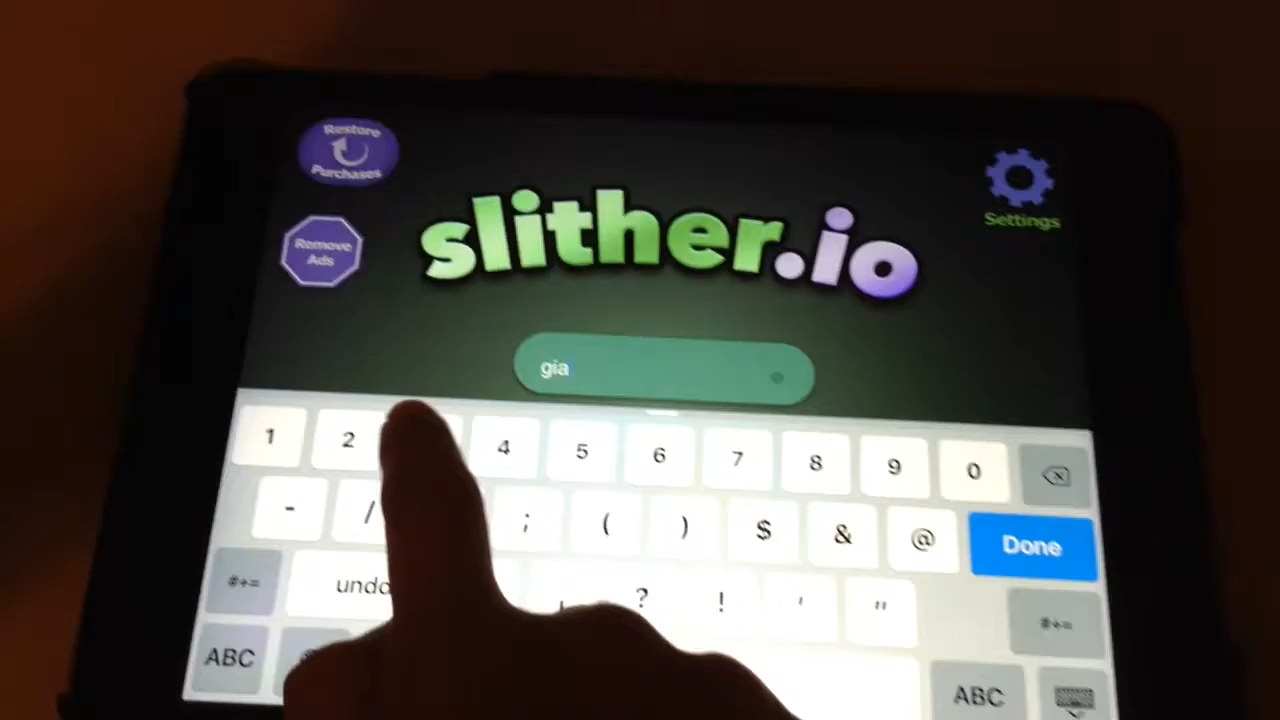 Restore
Purchases
slither.io
Settings
Remove
Ads
gia
1 2 4 5 6 7 8 9 0
- / ; ( ) $ & @ Done
#+= undo ? ! ' " #+=
ABC ABC